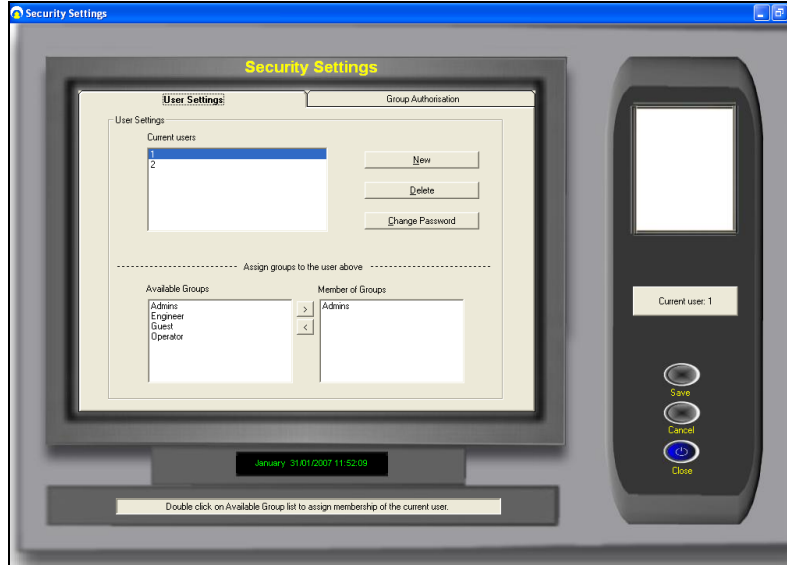 Security Settings
Security Settings
User Settings
Group Authorisation
User Settings
Current users
1
2
New
Delete
Change Password
Assign groups to the user above
Available Groups
Member of Groups
Admins
Engineer
Guest
Operator
>
<
Admins
Current user: 1
Save
Cancel
Close
January 31/01/2007 11:52:09
Double click on Available Group list to assign membership of the current user.